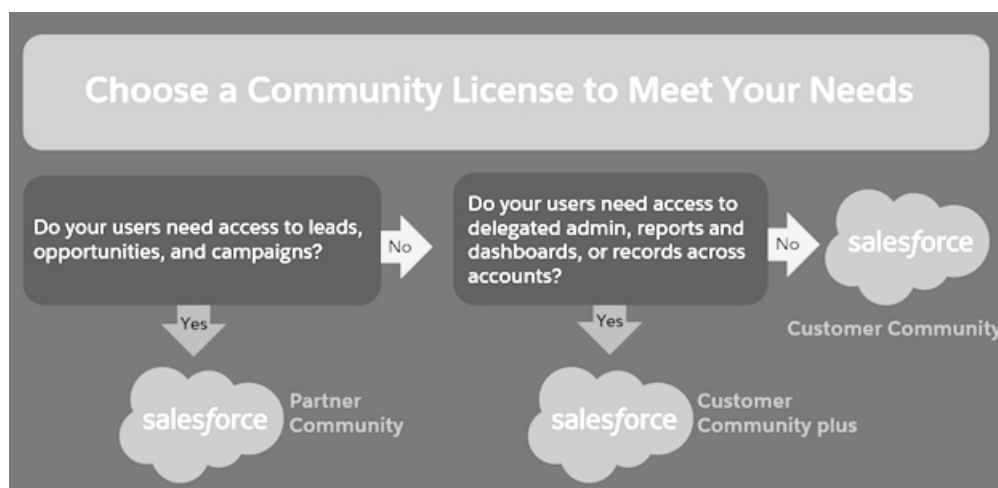 Choose a Community License to Meet Your Needs
Do your users need access to leads,
opportunities, and campaigns?
No
Do your users need access to
delegated admin, reports and
dashboards, or records across
accounts?
No
salesforce
Customer Community
Yes
salesforce
Partner
Community
Yes
salesforce
Customer
Community plus